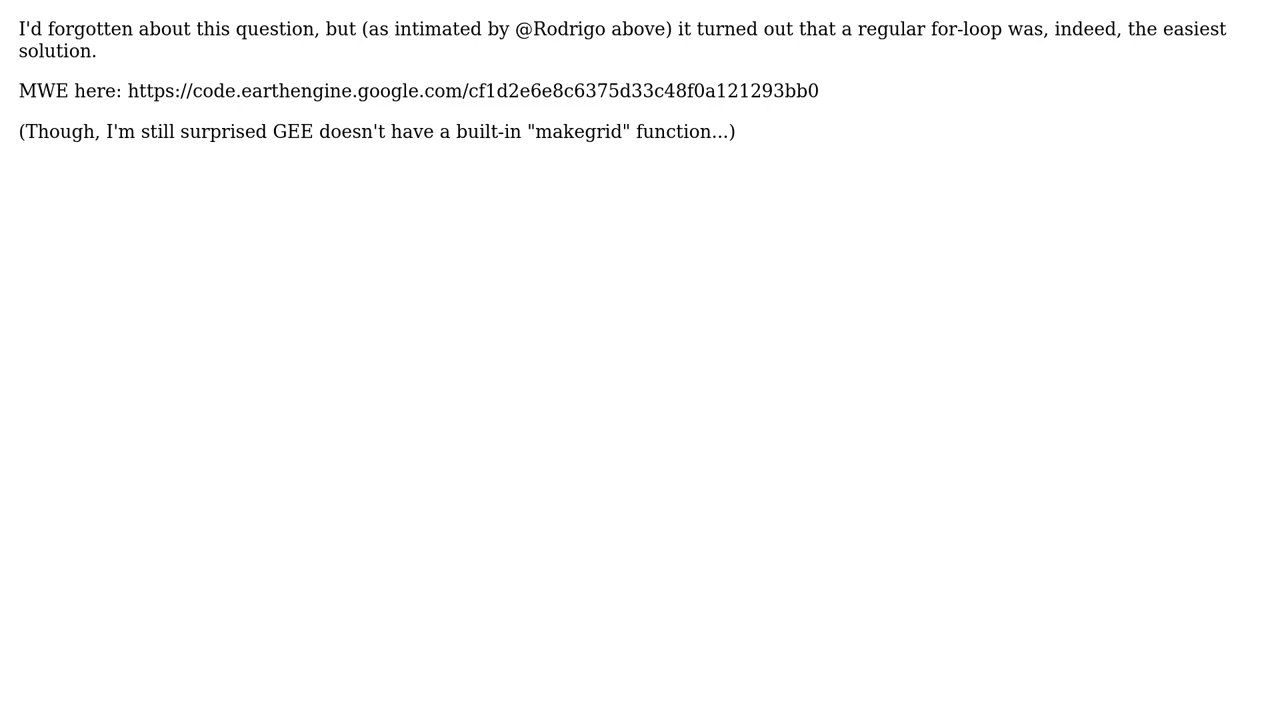 I'd forgotten about this question, but (as intimated by @Rodrigo above) it turned out that a regular for-loop was, indeed, the easiest
solution.
MWE here: https://code.earthengine.google.com/cf1d2e6e8c6375d33c48f0a121293bb0
(Though, I'm still surprised GEE doesn't have a built-in "makegrid" function...)